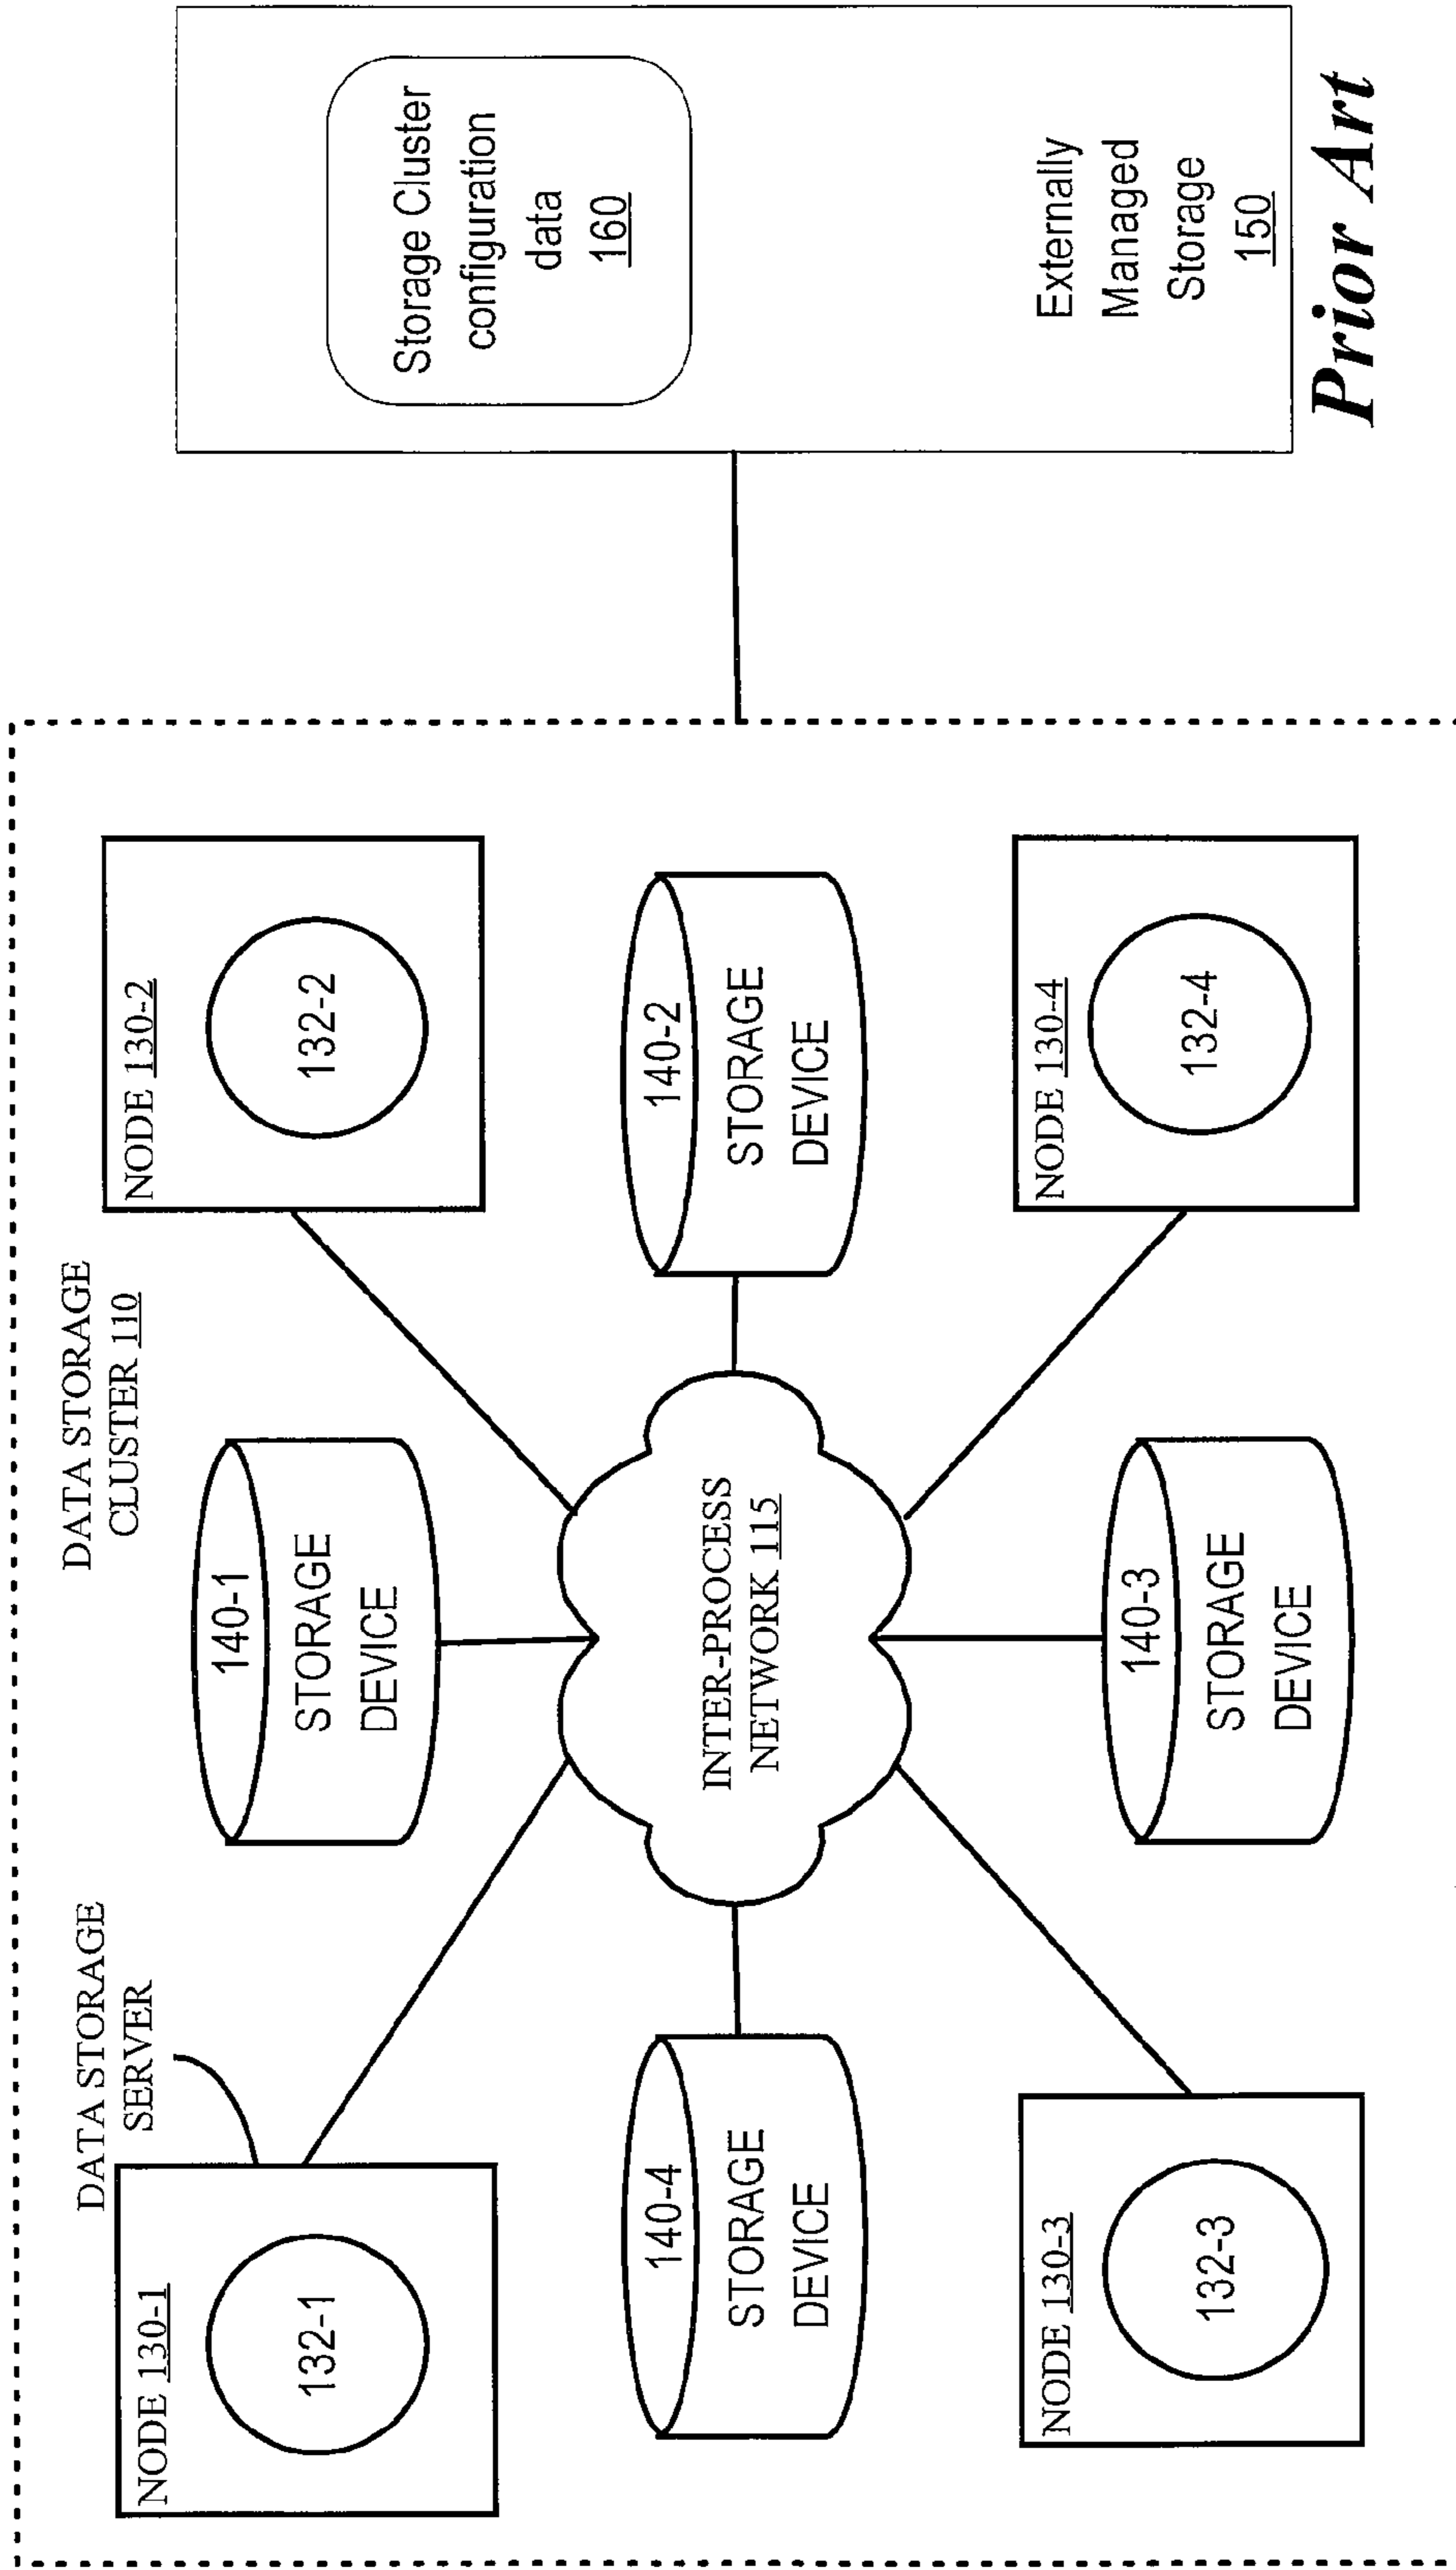 DATA STORAGE
SERVER
DATA STORAGE
CLUSTER 110
NODE 130-1
132-1
140-1
STORAGE
DEVICE
NODE 130-2
132-2
140-4
STORAGE
DEVICE
INTER-PROCESS
NETWORK 115
140-2
STORAGE
DEVICE
NODE 130-3
132-3
140-3
STORAGE
DEVICE
NODE 130-4
132-4
Storage Cluster
configuration
data
160
Externally
Managed
Storage
150
Prior Art